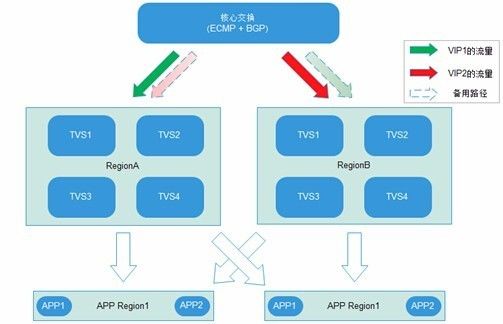 核心交换
(ECMP + BGP)
VIP1的流量
VIP2的流量
备用路径
TVS1
TVS2
RegionA
TVS3
TVS4
TVS1
TVS2
RegionB
TVS3
TVS4
APP1
APP Region1
APP2
APP1
APP Region1
APP2